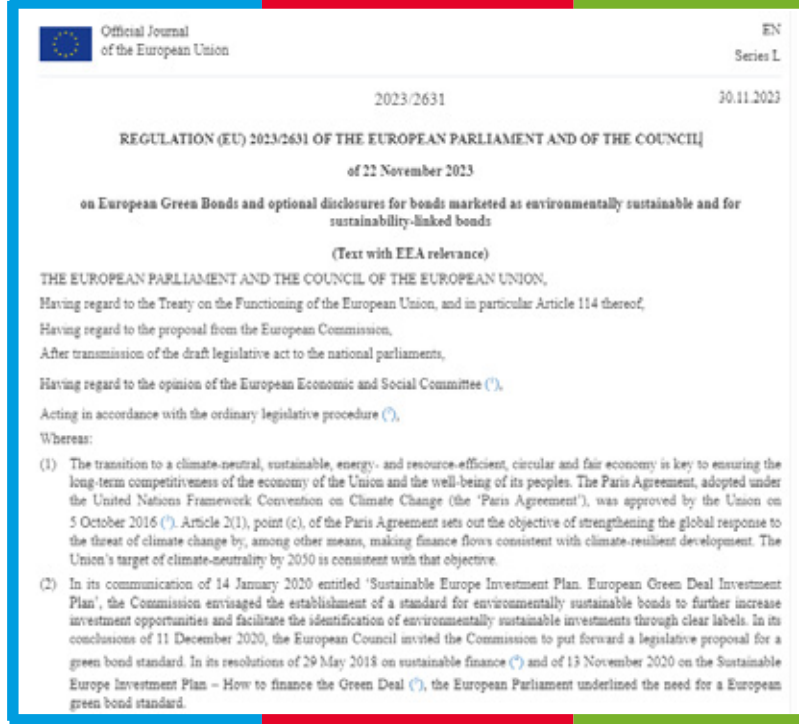 Official Journal
of the European Union
EN
Series L
2023/2631
30.11.2023
REGULATION (EU) 2023/2631 OF THE EUROPEAN PARLIAMENT AND OF THE COUNCIL
of 22 November 2023
on European Green Bonds and optional disclosures for bonds marketed as environmentally sustainable and for
sustainability-linked bonds
(Text with EEA relevance)
THE EUROPEAN PARLIAMENT AND THE COUNCIL OF THE EUROPEAN UNION,
Having regard to the Treaty on the Functioning of the European Union, and in particular Article 114 thereof,
Having regard to the proposal from the European Commission,
After transmission of the draft legislative act to the national parliaments,
Having regard to the opinion of the European Economic and Social Committee (¹),
Acting in accordance with the ordinary legislative procedure (²),
Whereas:
(1) The transition to a climate-neutral, sustainable, energy- and resource-efficient, circular and fair economy is key to ensuring the
long-term competitiveness of the economy of the Union and the well-being of its peoples. The Paris Agreement, adopted under
the United Nations Framework Convention on Climate Change (the ‘Paris Agreement’), was approved by the Union on
5 October 2016 (³). Article 2(1), point (c), of the Paris Agreement sets out the objective of strengthening the global response to
the threat of climate change by, among other means, making finance flows consistent with climate-resilient development. The
Union’s target of climate-neutrality by 2050 is consistent with that objective.
(2) In its communication of 14 January 2020 entitled ‘Sustainable Europe Investment Plan. European Green Deal Investment
Plan’, the Commission envisaged the establishment of a standard for environmentally sustainable bonds to further increase
investment opportunities and facilitate the identification of environmentally sustainable investments through clear labels. In its
conclusions of 11 December 2020, the European Council invited the Commission to put forward a legislative proposal for a
green bond standard. In its resolutions of 29 May 2018 on sustainable finance (⁴) and of 13 November 2020 on the Sustainable
Europe Investment Plan – How to finance the Green Deal (⁵), the European Parliament underlined the need for a European
green bond standard.